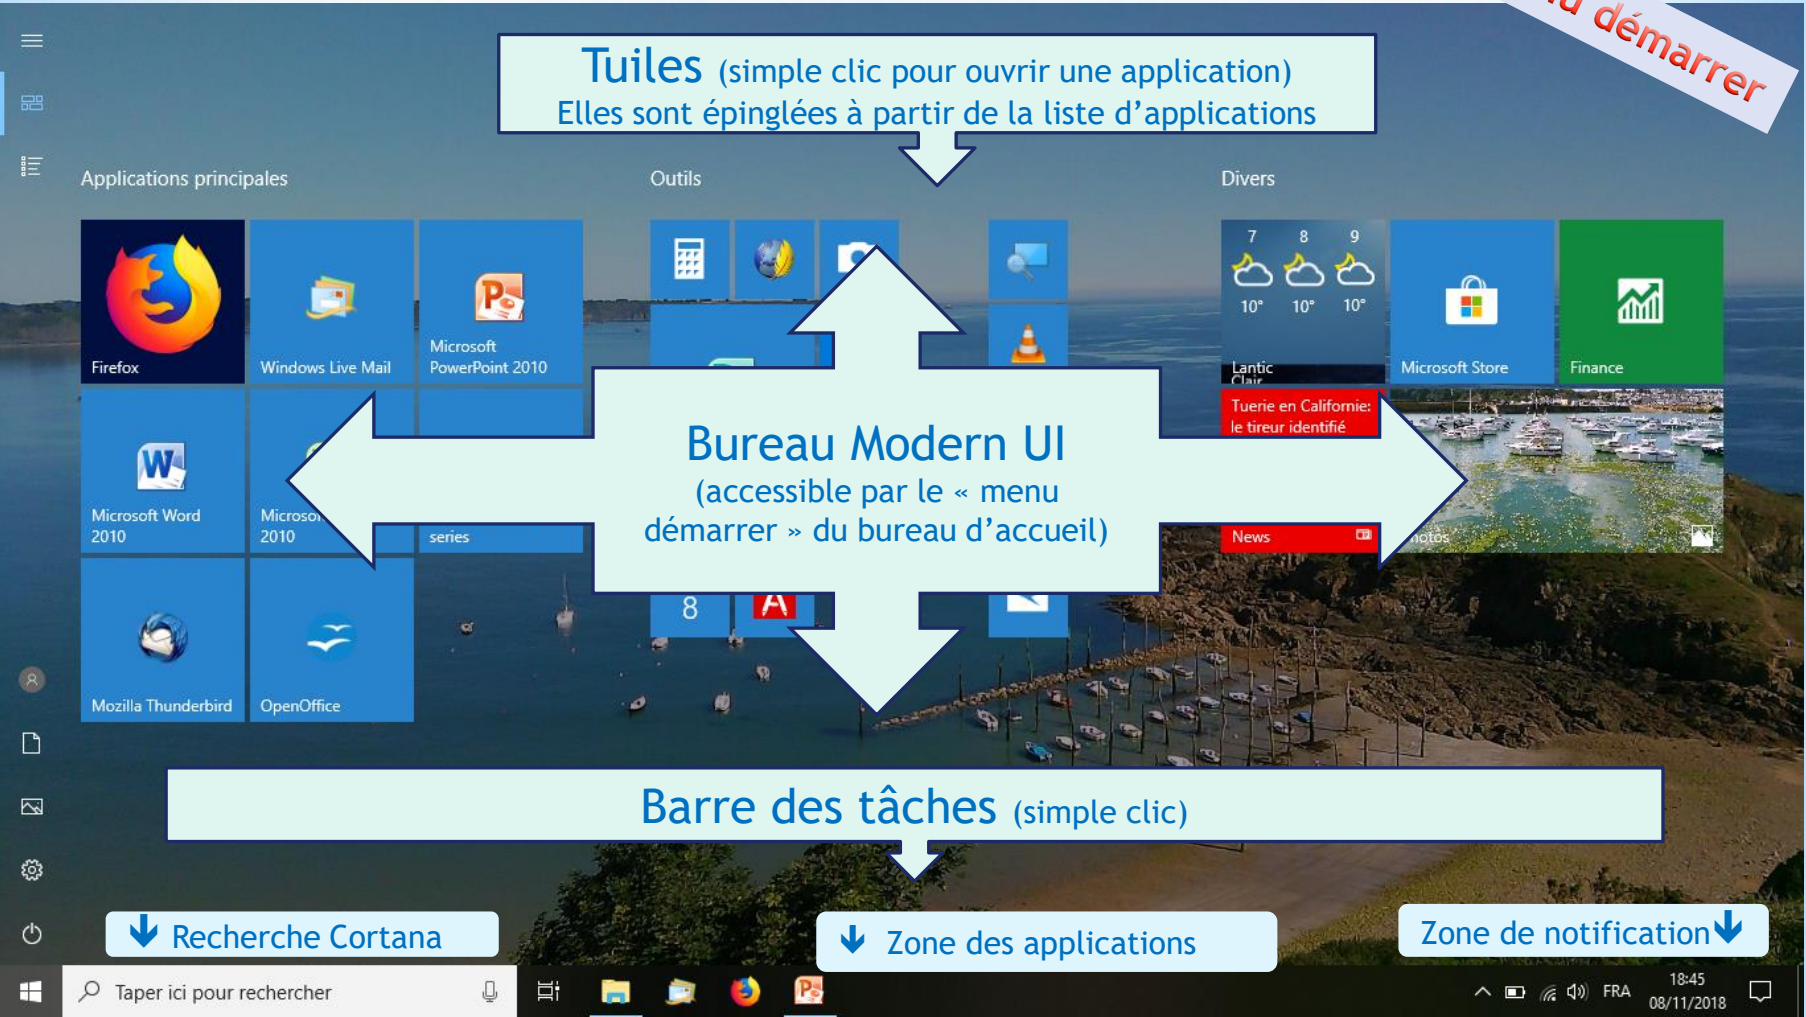 démarrer
Tuiles (simple clic pour ouvrir une application)
Elles sont épinglées à partir de la liste d’applications
Applications principales
Outils
Divers
Firefox
Windows Live Mail
Microsoft
PowerPoint 2010
7 8 9
10° 10° 10°
Lantic
Clair
Microsoft Store
Finance
Microsoft Word
2010
2010
series
Bureau Modern UI
(accessible par le « menu
démarrer » du bureau d’accueil)
Tuerie en Californie:
le tireur identifié
News
8
Mozilla Thunderbird
OpenOffice
Barre des tâches (simple clic)
Recherche Cortana
Zone des applications
Zone de notification
Taper ici pour rechercher
FRA
18:45
08/11/2018